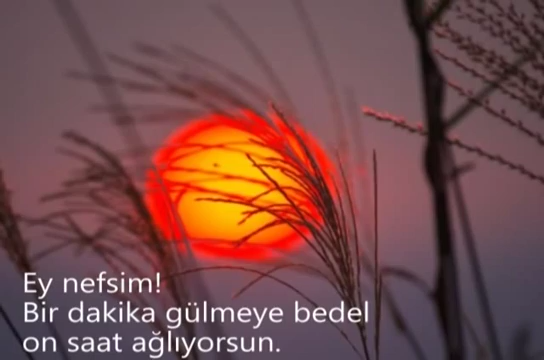 Ey nefsim!
Bir dakika gülmeye bedel
on saat ağlıyorsun.